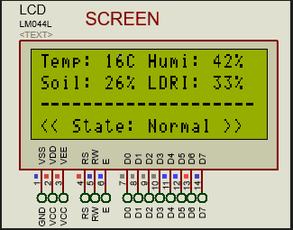 LCD
LM044L
<TEXT>
SCREEN
Temp: 16C Humi: 42%
Soil: 26% LDRI: 33%
--------------------
<< State: Normal >>
VSS VDD VEE RS RW E D0 D1 D2 D3 D4 D5 D6 D7
1 2 3 4 5 6 7 8 9 10 11 12 13 14
GND VCC VCC RS RW E D0 D1 D2 D3 D4 D5 D6 D7